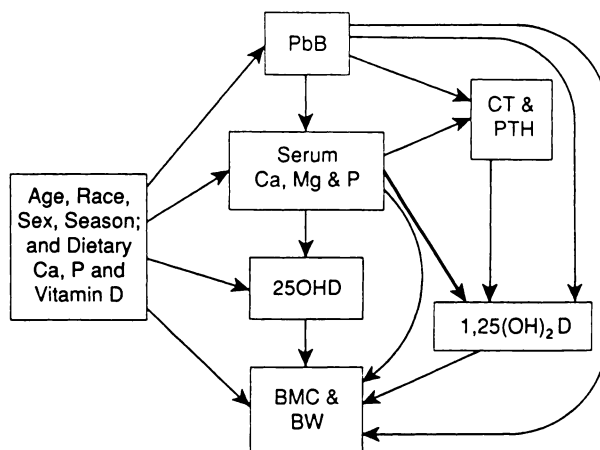 PbB
CT &
PTH
Serum
Ca, Mg & P
Age, Race,
Sex, Season;
and Dietary
Ca, P and
Vitamin D
25OHD
1,25(OH)₂ D
BMC &
BW